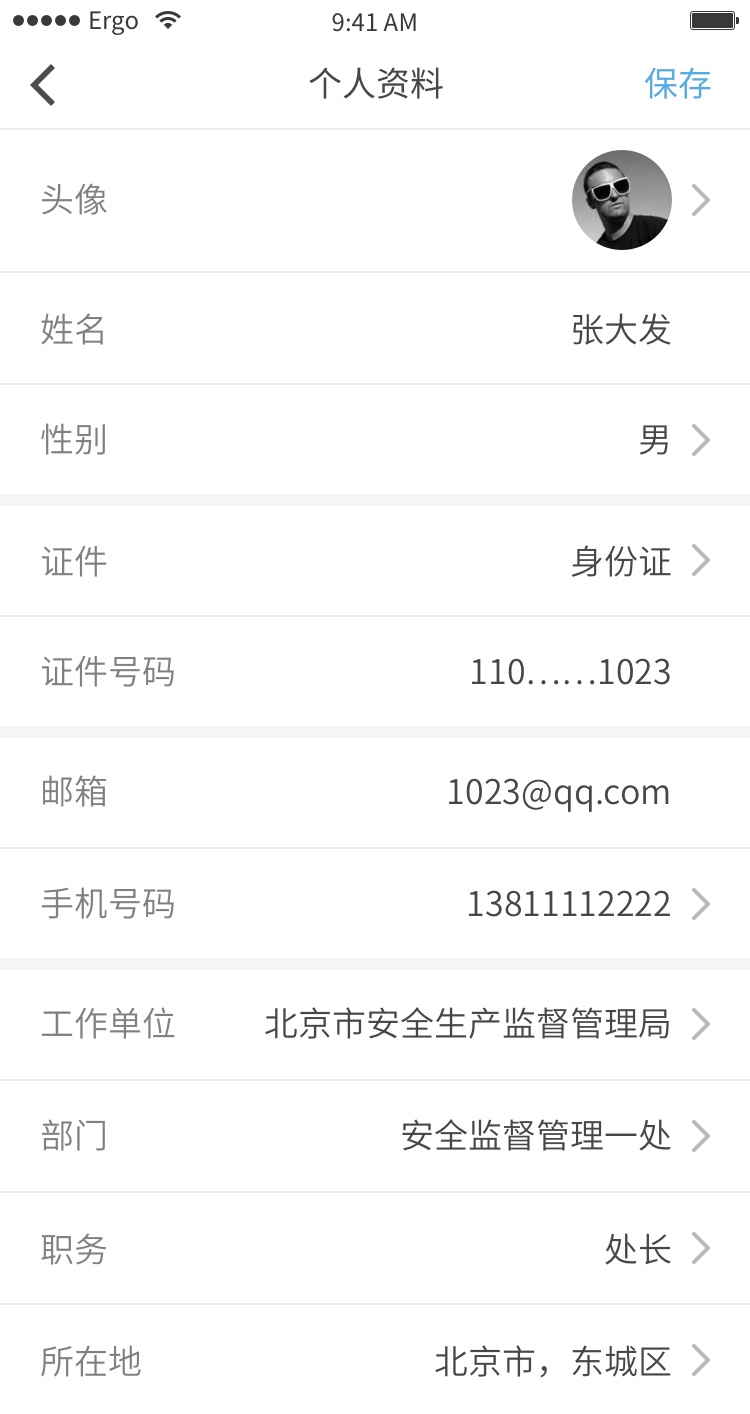 Ergo 9:41 AM
个人资料 保存
头像
姓名 张大发
性别 男
证件 身份证
证件号码 110……1023
邮箱 1023@qq.com
手机号码 13811112222
工作单位 北京市安全生产监督管理局
部门 安全监督管理一处
职务 处长
所在地 北京市，东城区